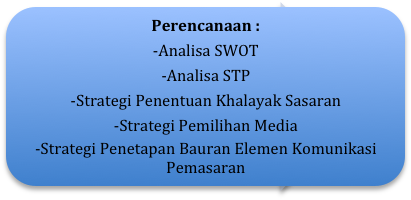 Perencanaan :
-Analisa SWOT
-Analisa STP
-Strategi Penentuan Khalayak Sasaran
-Strategi Pemilihan Media
-Strategi Penetapan Bauran Elemen Komunikasi
Pemasaran